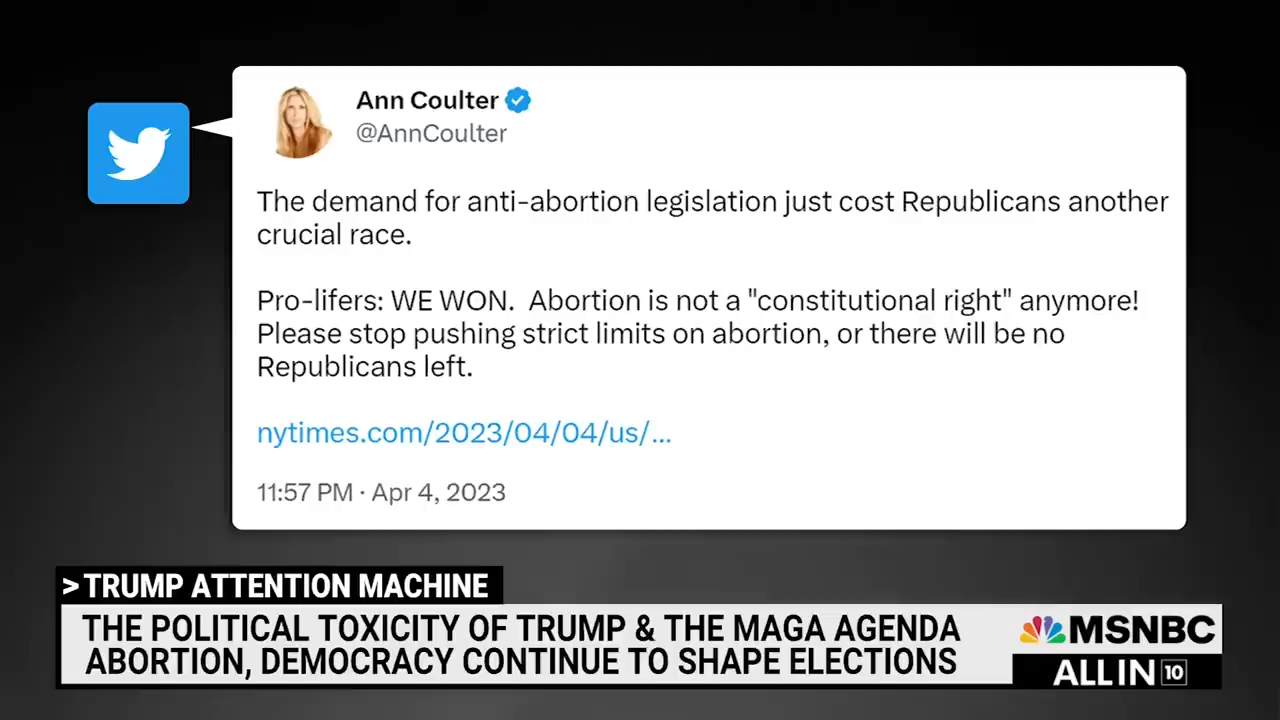 Ann Coulter
@AnnCoulter
The demand for anti-abortion legislation just cost Republicans another
crucial race.
Pro-lifers: WE WON.  Abortion is not a "constitutional right" anymore!
Please stop pushing strict limits on abortion, or there will be no
Republicans left.
nytimes.com/2023/04/04/us/...
11:57 PM · Apr 4, 2023
> TRUMP ATTENTION MACHINE
THE POLITICAL TOXICITY OF TRUMP & THE MAGA AGENDA
ABORTION, DEMOCRACY CONTINUE TO SHAPE ELECTIONS
MSNBC
ALL IN 10